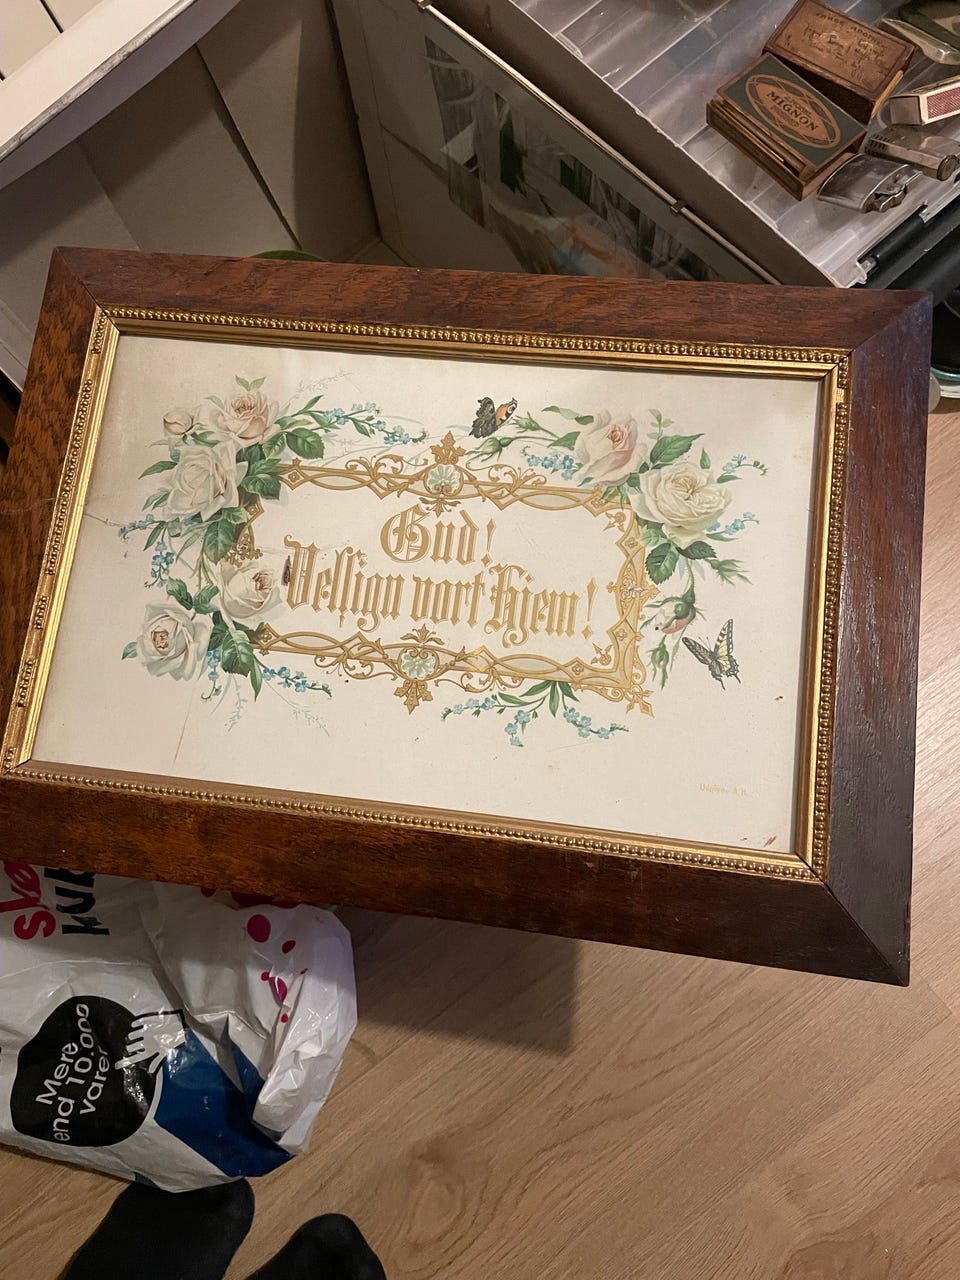 MIGNON
Gud!
Velsign vort Hjem!
Mere
end 10.000
varer